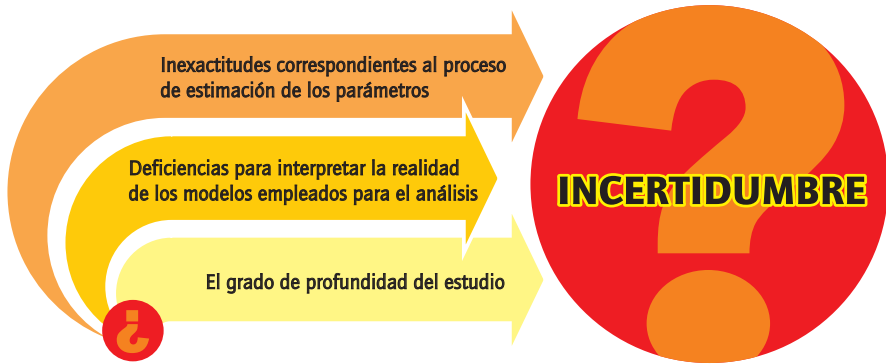 Inexactitudes correspondientes al proceso
de estimación de los parámetros
Deficiencias para interpretar la realidad
de los modelos empleados para el análisis
El grado de profundidad del estudio
¿
?
INCERTIDUMBRE